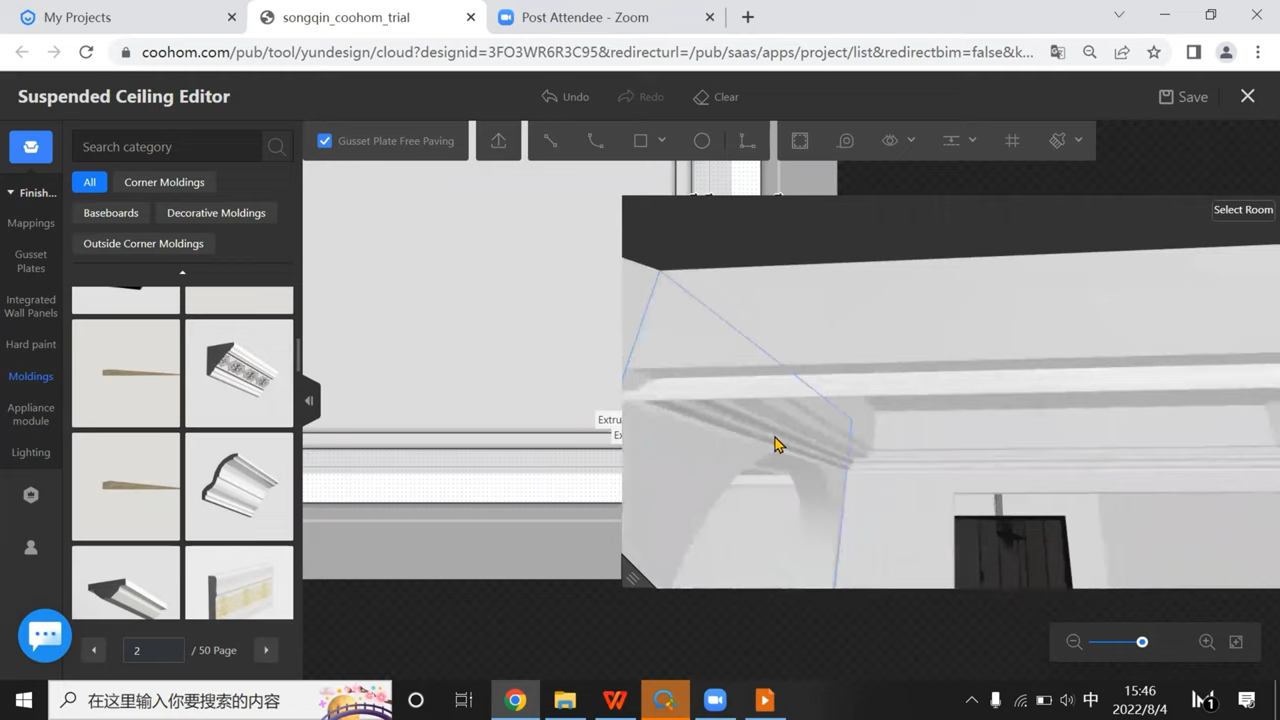 My Projects
songqin_coohom_trial
Post Attendee - Zoom
coohom.com/pub/tool/yundesign/cloud?designid=3FO3WR6R3C95&redirecturl=/pub/saas/apps/project/list&redirectbim=false&k...
Suspended Ceiling Editor
Undo
Redo
Clear
Save
Search category
Gusset Plate Free Paving
All
Corner Moldings
Finish...
Baseboards
Decorative Moldings
Select Room
Mappings
Outside Corner Moldings
Gusset Plates
Integrated Wall Panels
Hard paint
Moldings
Appliance module
Lighting
Extru
Ex
2 / 50 Page
在这里输入你要搜索的内容
中
15:46
2022/8/4
1